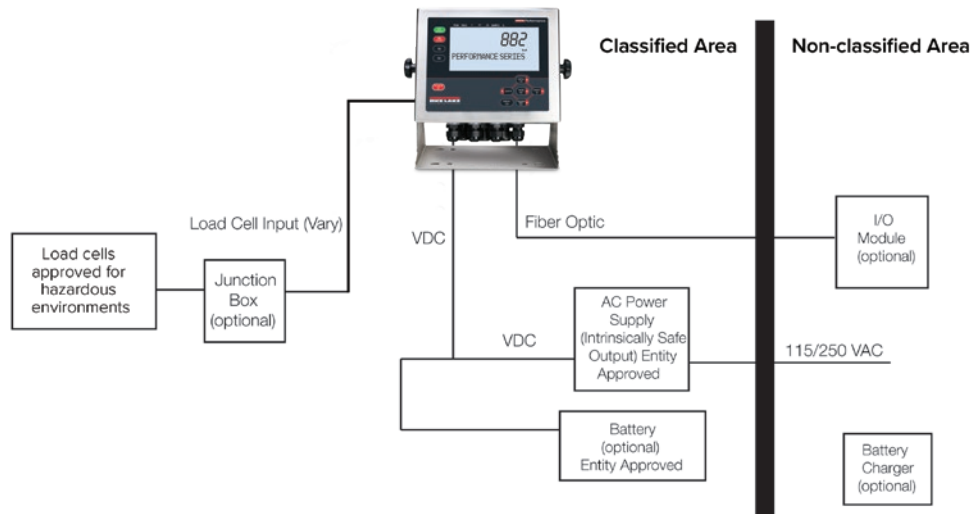 882
PERFORMANCE SERIES
RICE LAKE
Classified Area
Non-classified Area
Load Cell Input (Vary)
VDC
Fiber Optic
I/O
Module
(optional)
Load cells
approved for
hazardous
environments
Junction
Box
(optional)
VDC
AC Power
Supply
(Intrinsically Safe
Output) Entity
Approved
115/250 VAC
Battery
(optional)
Entity Approved
Battery
Charger
(optional)